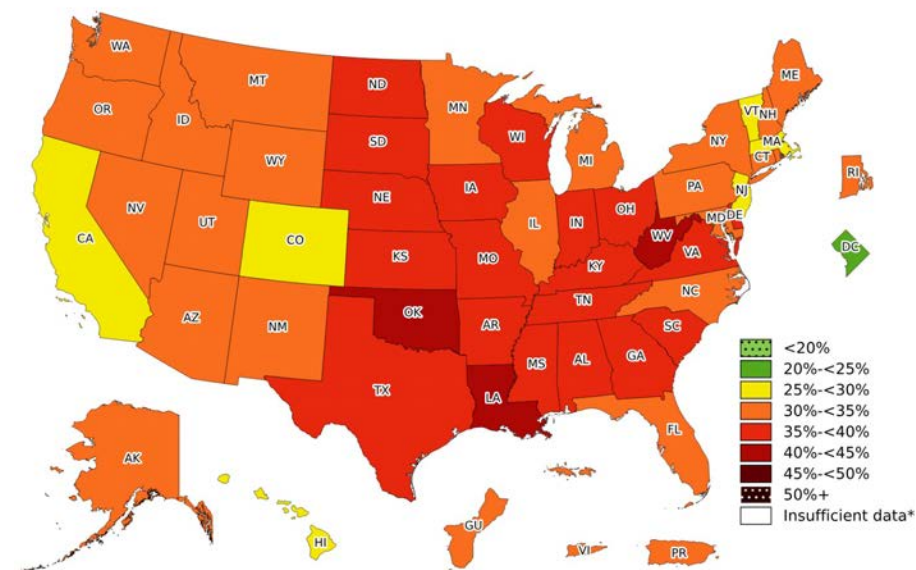 WA
MT
ND
MN
ME
OR
ID
SD
WI
VT
NH
NY
MA
MI
CT
WY
RI
IA
PA
NE
NJ
NV
UT
IL
IN
OH
MD
DE
CA
CO
WV
DC
KS
MO
VA
KY
NC
TN
AZ
NM
OK
AR
SC
MS
AL
GA
TX
LA
FL
AK
HI
GU
VI
PR
<20%
20%-<25%
25%-<30%
30%-<35%
35%-<40%
40%-<45%
45%-<50%
50%+
Insufficient data*